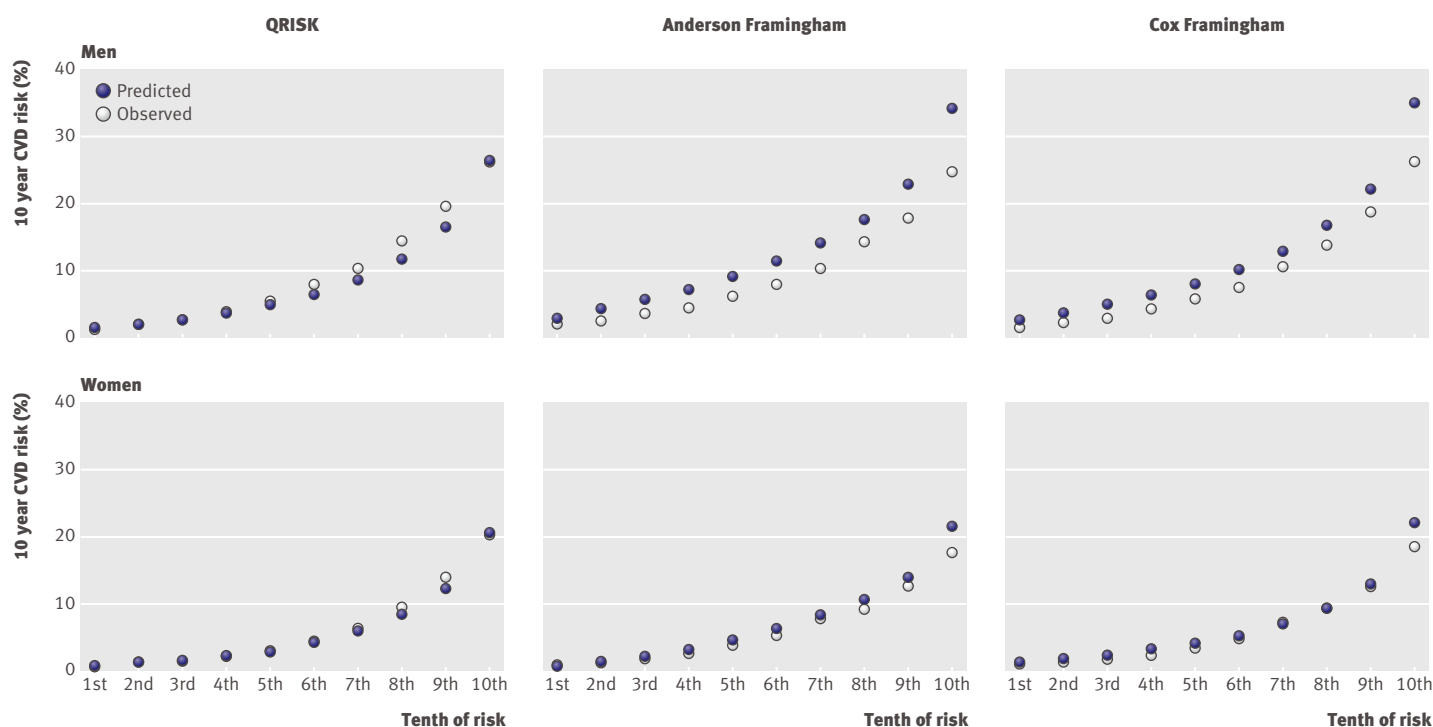 QRISK
Anderson Framingham
Cox Framingham
Men
10 year CVD risk (%)
40
30
20
10
0
Predicted
Observed
Women
10 year CVD risk (%)
40
30
20
10
0
1st 2nd 3rd 4th 5th 6th 7th 8th 9th 10th
1st 2nd 3rd 4th 5th 6th 7th 8th 9th 10th
1st 2nd 3rd 4th 5th 6th 7th 8th 9th 10th
Tenth of risk
Tenth of risk
Tenth of risk